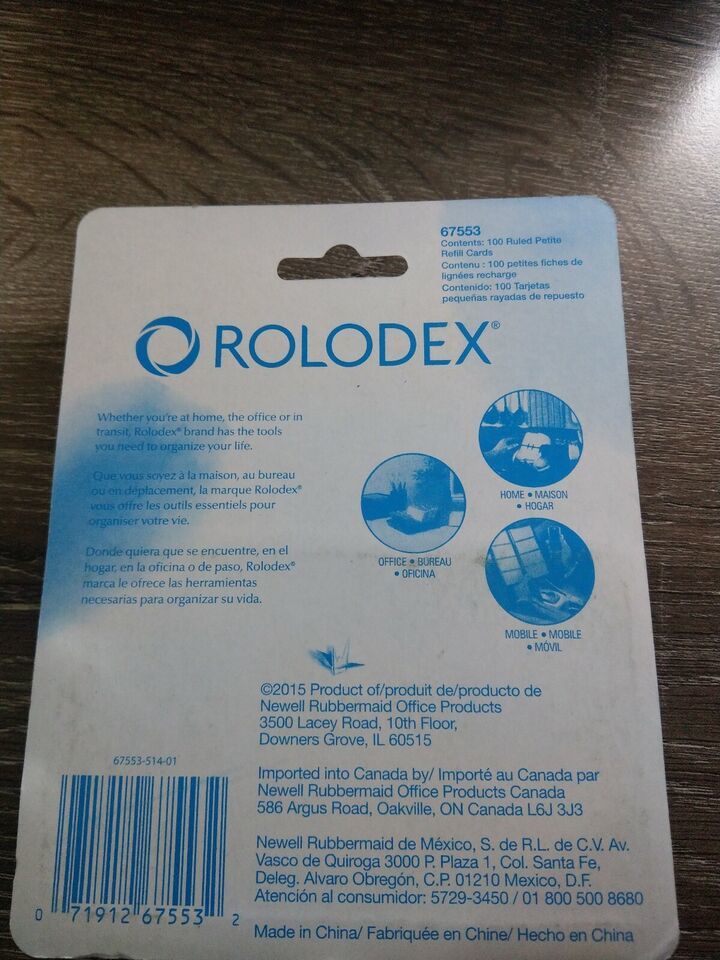 67553
Contents: 100 Ruled Petite
Refill Cards
Contenu : 100 petites fiches de
lignées recharge
Contenido: 100 Tarjetas
pequeñas rayadas de repuesto
ROLODEX®
Whether you're at home, the office or in
transit, Rolodex® brand has the tools
you need to organize your life.
Que vous soyez à la maison, au bureau
ou en déplacement, la marque Rolodex®
vous offre les outils essentiels pour
organiser votre vie.
Donde quiera que se encuentre, en el
hogar, en la oficina o de paso, Rolodex®
marca le ofrece las herramientas
necesarias para organizar su vida.
HOME • MAISON
• HOGAR
OFFICE • BUREAU
• OFICINA
MOBILE • MOBILE
• MÓVIL
©2015 Product of/produit de/producto de
Newell Rubbermaid Office Products
3500 Lacey Road, 10th Floor,
Downers Grove, IL 60515
Imported into Canada by/ Importé au Canada par
Newell Rubbermaid Office Products Canada
586 Argus Road, Oakville, ON Canada L6J 3J3
Newell Rubbermaid de México, S. de R.L. de C.V. Av.
Vasco de Quiroga 3000 P. Plaza 1, Col. Santa Fe,
Deleg. Alvaro Obregón, C.P. 01210 Mexico, D.F.
Atención al consumidor: 5729-3450 / 01 800 500 8680
Made in China/ Fabriquée en Chine/ Hecho en China
67553-514-01
0 71912 67553 2